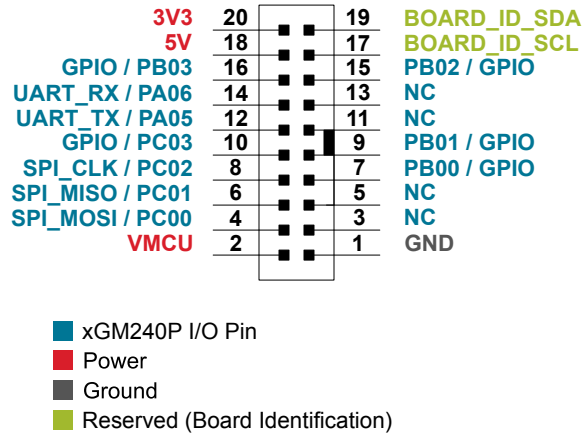 3V3 20 19 BOARD_ID_SDA
5V 18 17 BOARD_ID_SCL
GPIO / PB03 16 15 PB02 / GPIO
UART_RX / PA06 14 13 NC
UART_TX / PA05 12 11 NC
GPIO / PC03 10 9 PB01 / GPIO
SPI_CLK / PC02 8 7 PB00 / GPIO
SPI_MISO / PC01 6 5 NC
SPI_MOSI / PC00 4 3 NC
VMCU 2 1 GND
xGM240P I/O Pin
Power
Ground
Reserved (Board Identification)